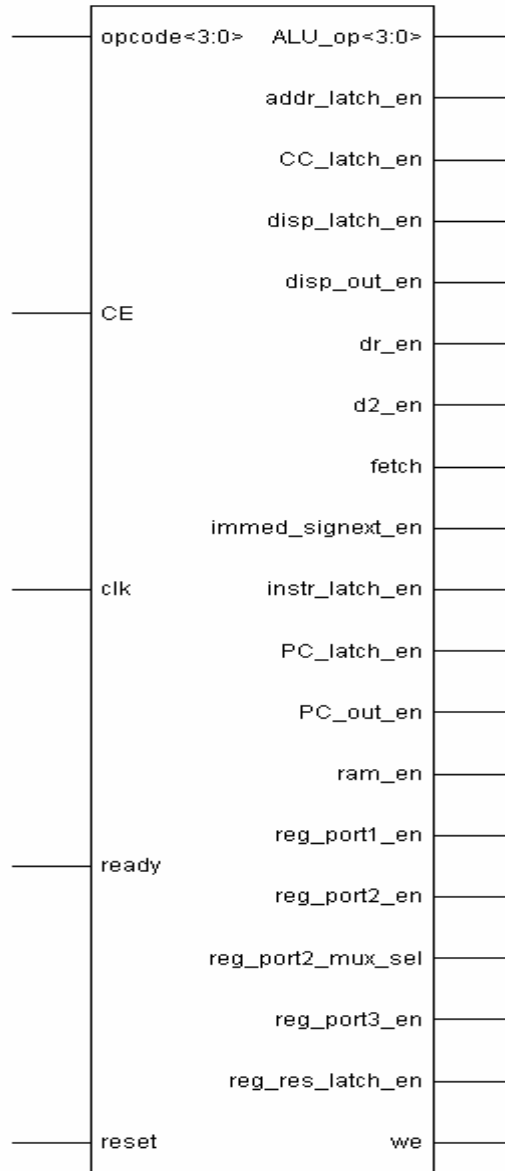 opcode<3:0> ALU_op<3:0>
addr_latch_en
CC_latch_en
disp_latch_en
disp_out_en
CE
dr_en
d2_en
fetch
immed_signext_en
clk instr_latch_en
PC_latch_en
PC_out_en
ram_en
reg_port1_en
ready
reg_port2_en
reg_port2_mux_sel
reg_port3_en
reg_res_latch_en
reset we